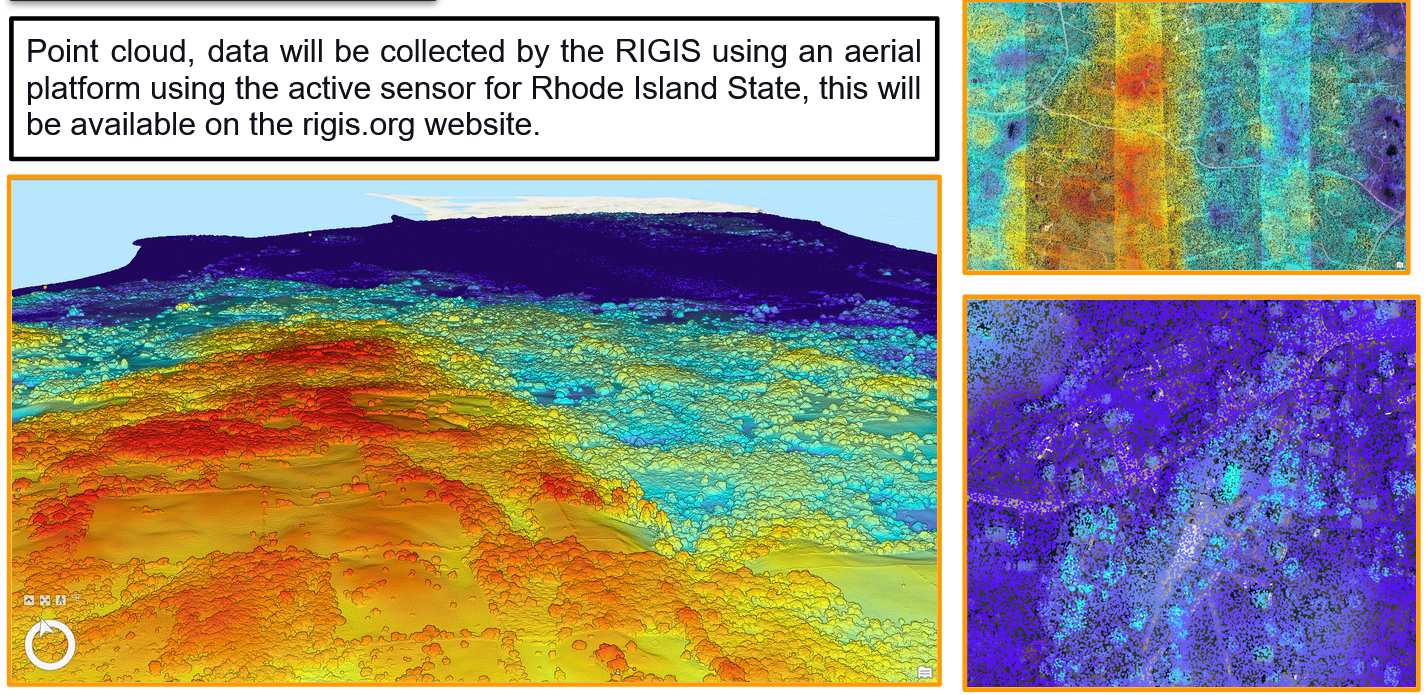 Point cloud, data will be collected by the RIGIS using an aerial
platform using the active sensor for Rhode Island State, this will
be available on the rigis.org website.